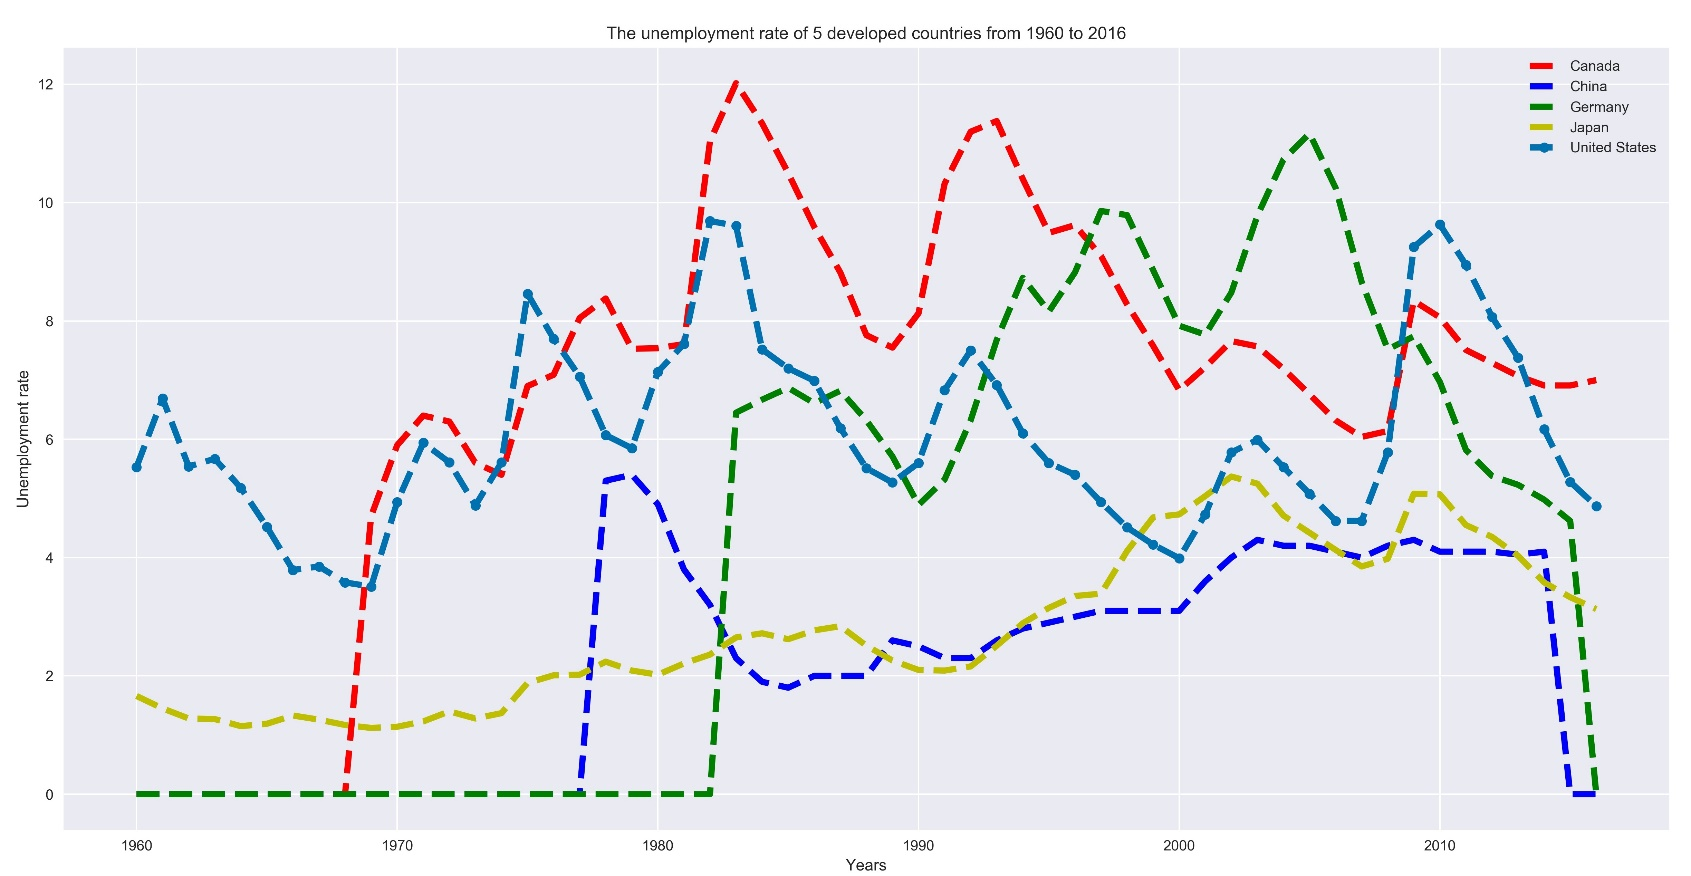 The unemployment rate of 5 developed countries from 1960 to 2016
Canada
China
Germany
Japan
United States
12
10
8
6
4
2
0
Unemployment rate
1960 1970 1980 1990 2000 2010
Years